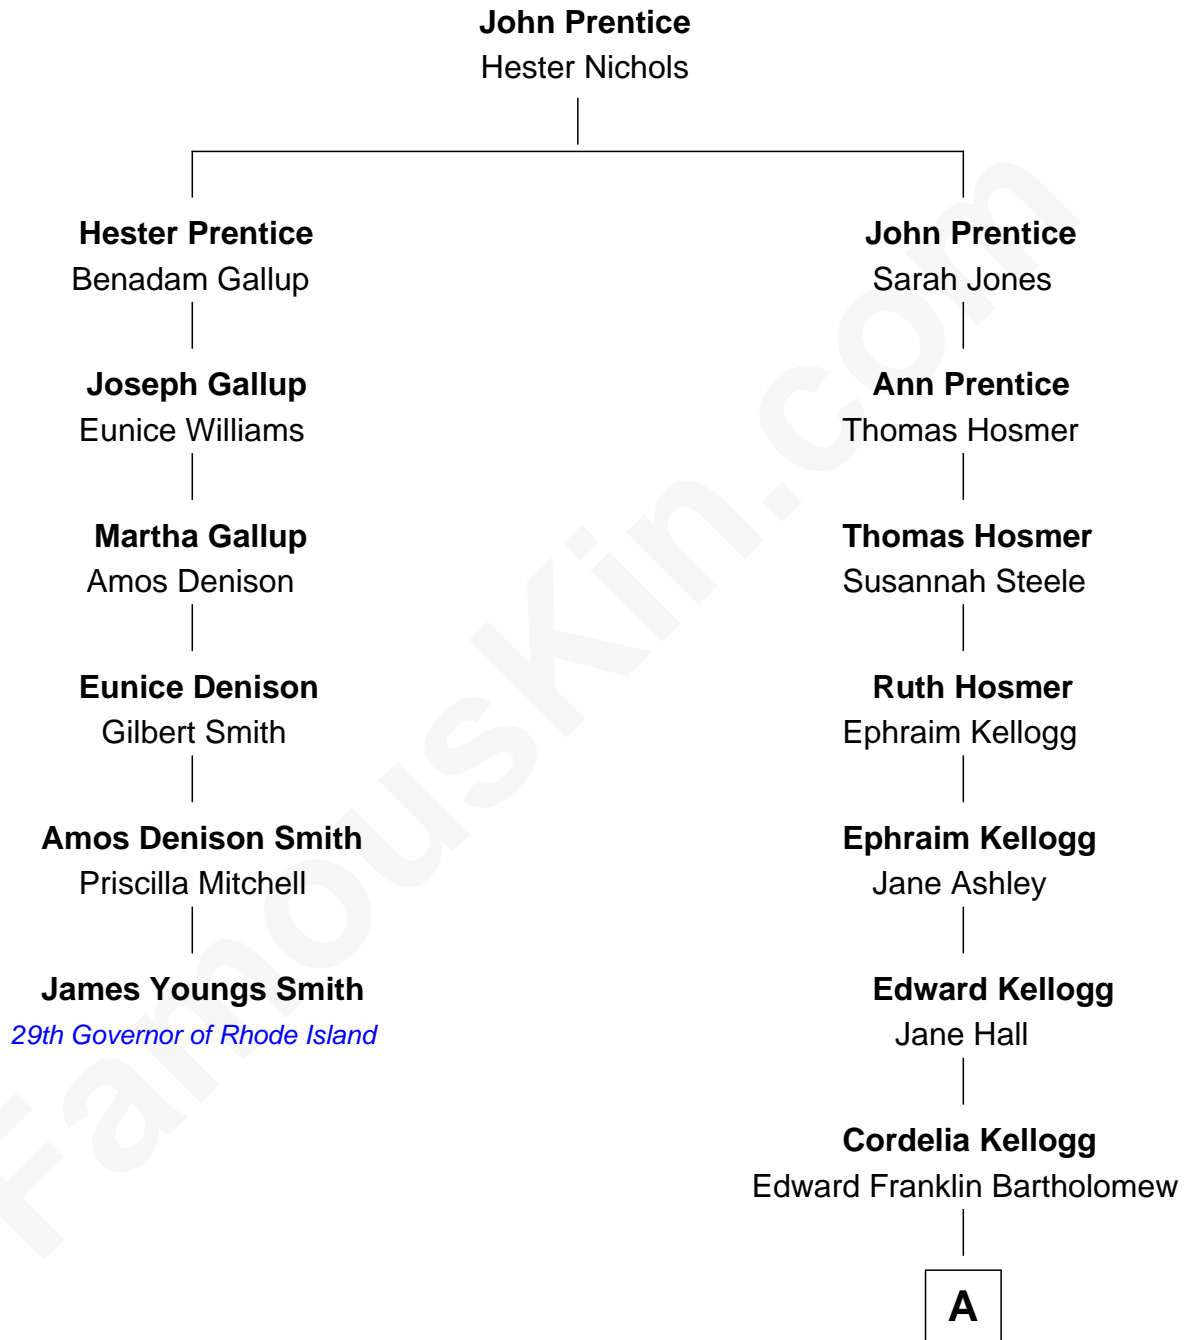 John Prentice
Hester Nichols
Hester Prentice
Benadam Gallup
Joseph Gallup
Eunice Williams
Martha Gallup
Amos Denison
Eunice Denison
Gilbert Smith
Amos Denison Smith
Priscilla Mitchell
James Youngs Smith
29th Governor of Rhode Island
John Prentice
Sarah Jones
Ann Prentice
Thomas Hosmer
Thomas Hosmer
Susannah Steele
Ruth Hosmer
Ephraim Kellogg
Ephraim Kellogg
Jane Ashley
Edward Kellogg
Jane Hall
Cordelia Kellogg
Edward Franklin Bartholomew
A
FamousKin.com